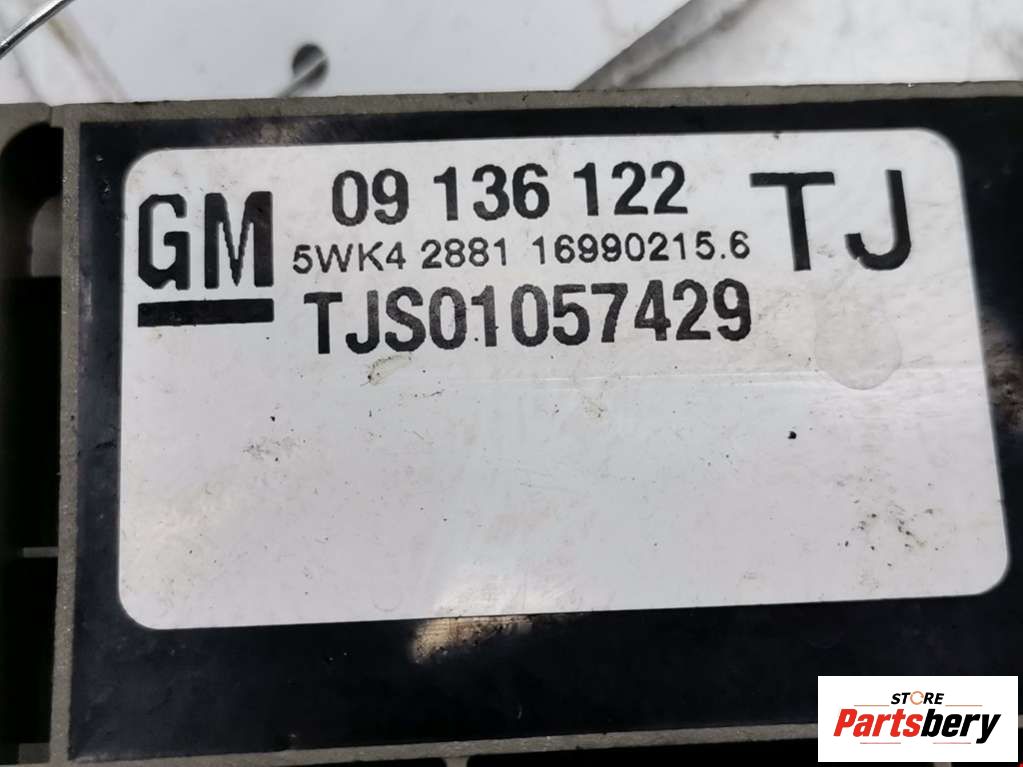 GM
09 136 122
TJ
5WK4 2881 16990215.6
TJS01057429
STORE
Partsbery